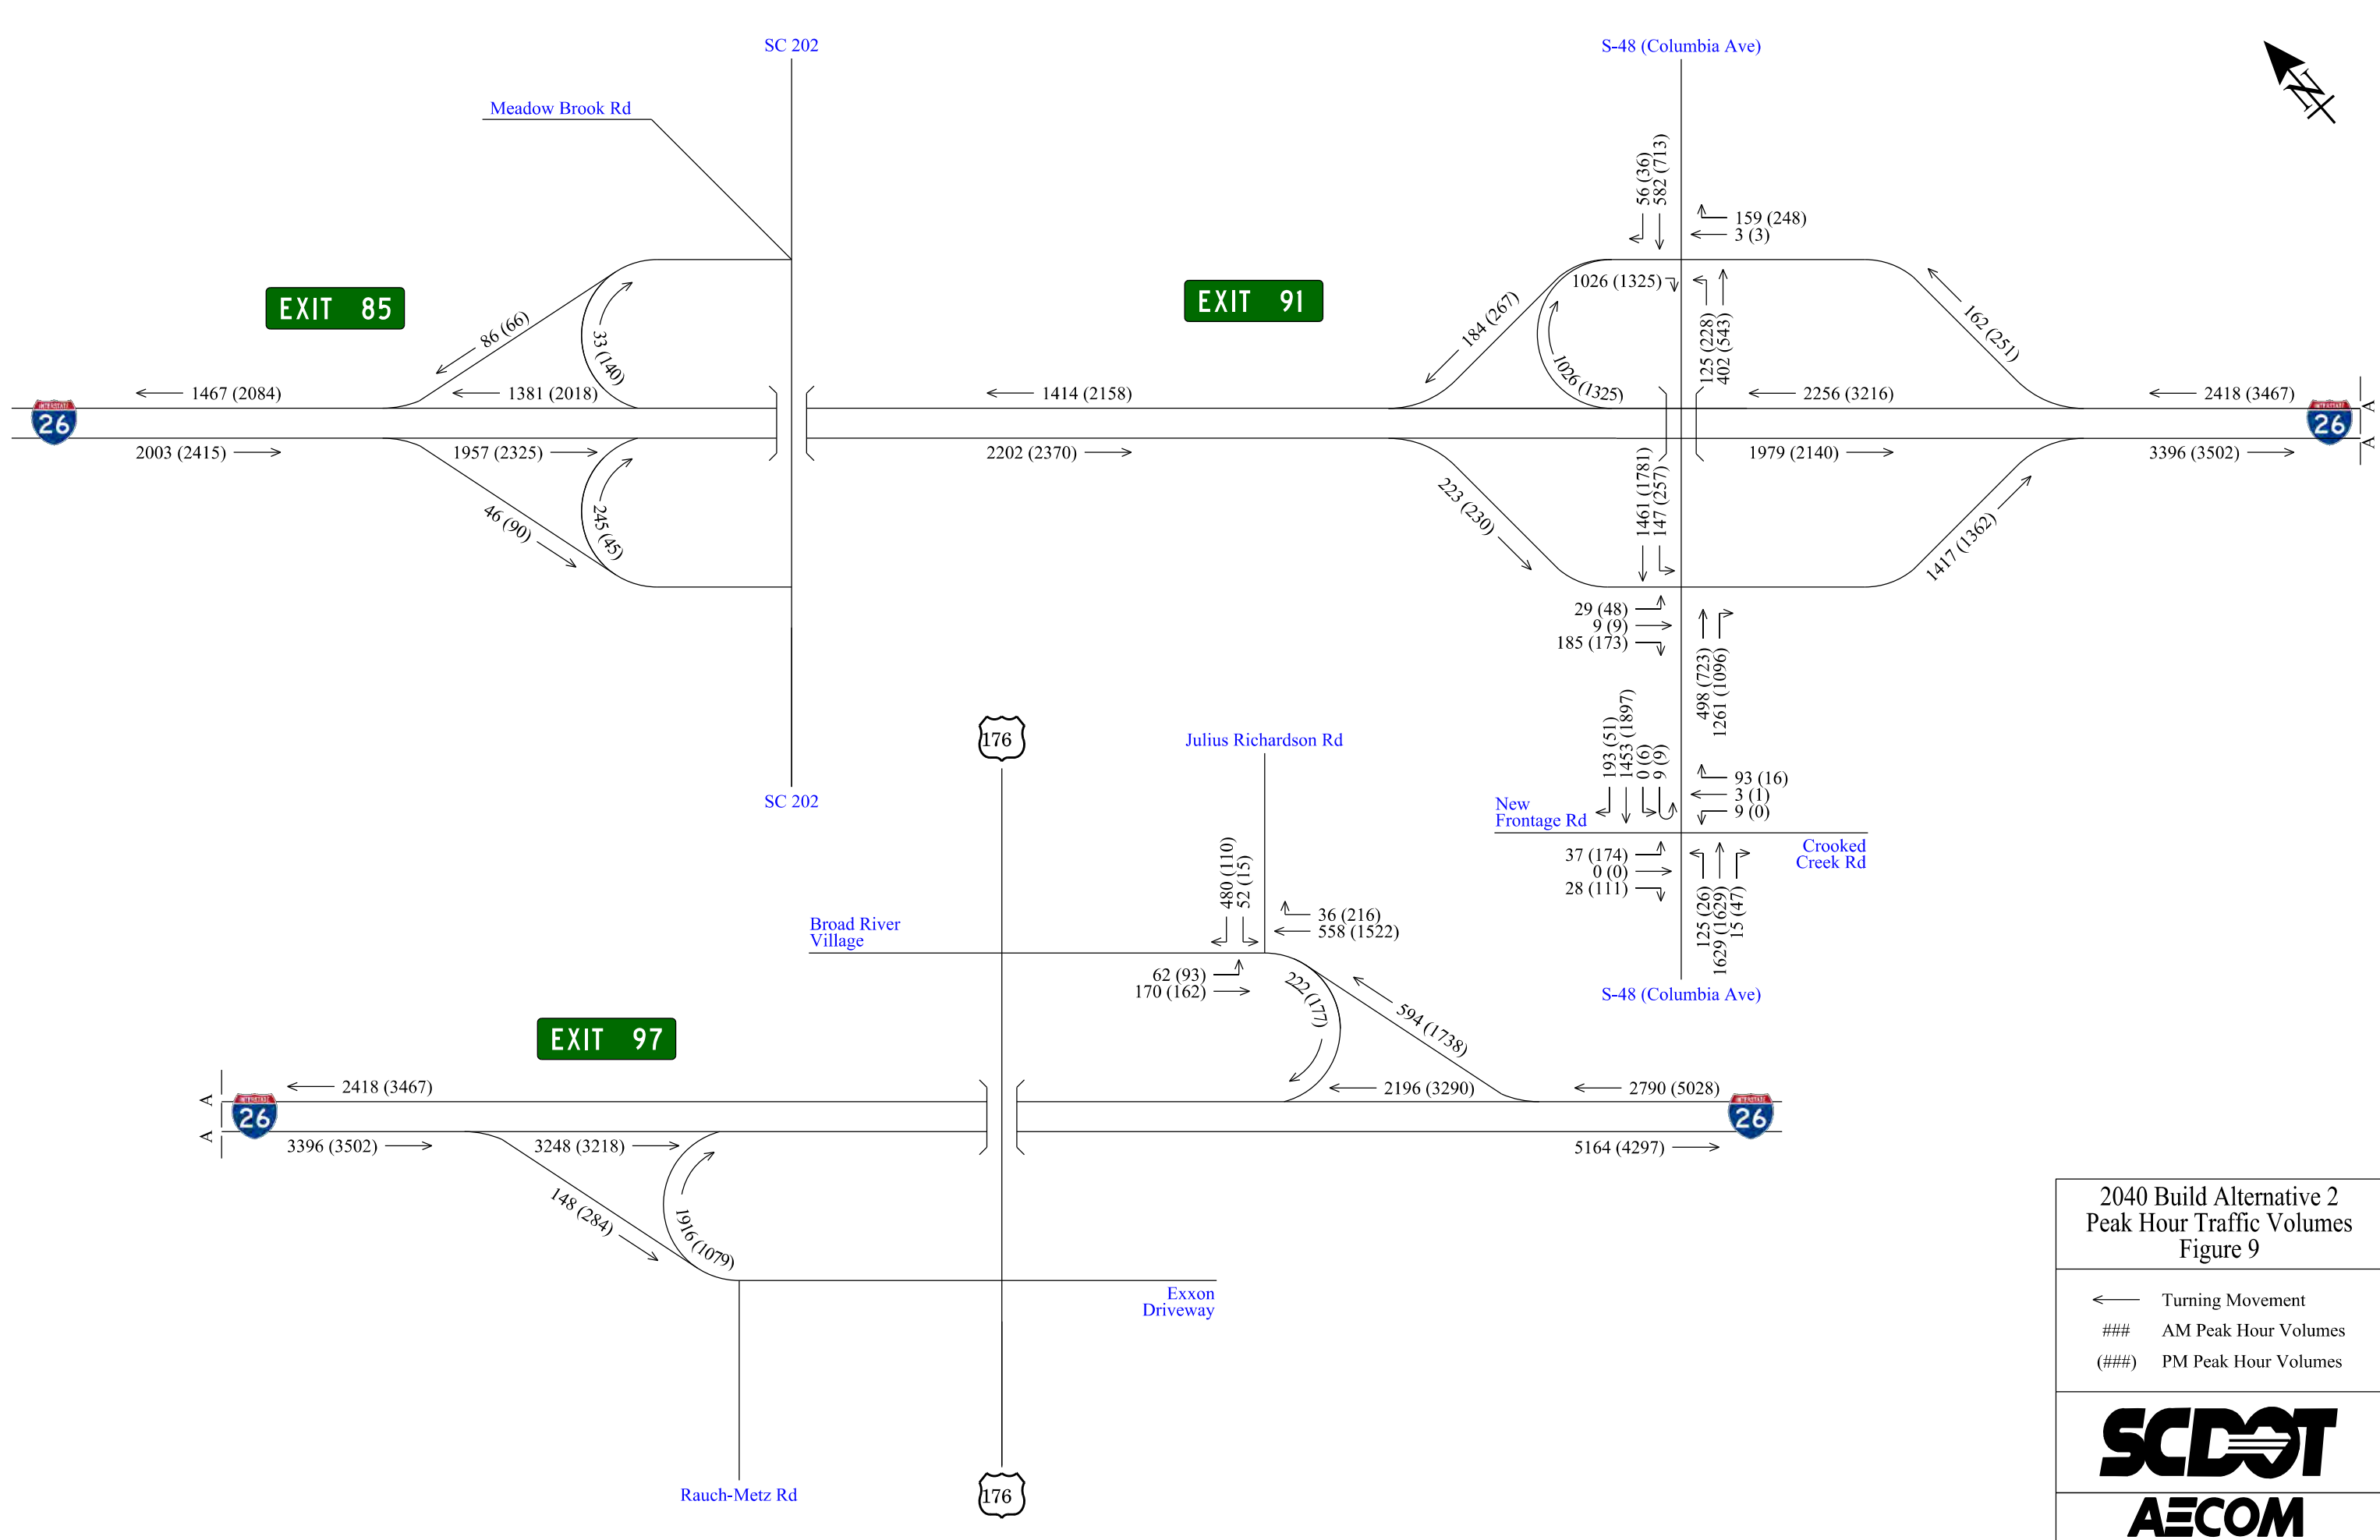 SC 202
S-48 (Columbia Ave)
N
Meadow Brook Rd
56 (36)
582 (713)
159 (248)
3 (3)
EXIT 85
EXIT 91
1026 (1325)
125 (228)
402 (543)
86 (66)
33 (140)
184 (267)
1026 (1325)
162 (251)
1467 (2084)
1381 (2018)
1414 (2158)
2256 (3216)
2418 (3467)
A
INTERSTATE
26
INTERSTATE
26
A
2003 (2415)
1957 (2325)
2202 (2370)
1979 (2140)
3396 (3502)
46 (90)
245 (45)
223 (230)
1461 (1781)
147 (257)
1417 (1362)
29 (48)
9 (9)
185 (173)
498 (723)
1261 (1096)
176
Julius Richardson Rd
193 (51)
1453 (1897)
0 (6)
9 (9)
93 (16)
3 (1)
9 (0)
SC 202
New
Frontage Rd
Crooked
Creek Rd
37 (174)
0 (0)
28 (111)
125 (26)
1629 (1629)
15 (47)
480 (110)
52 (15)
36 (216)
558 (1522)
Broad River
Village
62 (93)
170 (162)
222 (177)
594 (1738)
S-48 (Columbia Ave)
EXIT 97
2418 (3467)
2196 (3290)
2790 (5028)
A
INTERSTATE
26
INTERSTATE
26
A
3396 (3502)
3248 (3218)
5164 (4297)
148 (284)
1916 (1079)
Exxon
Driveway
Rauch-Metz Rd
176
2040 Build Alternative 2
Peak Hour Traffic Volumes
Figure 9
Turning Movement
### AM Peak Hour Volumes
(###) PM Peak Hour Volumes
SCDOT
AECOM